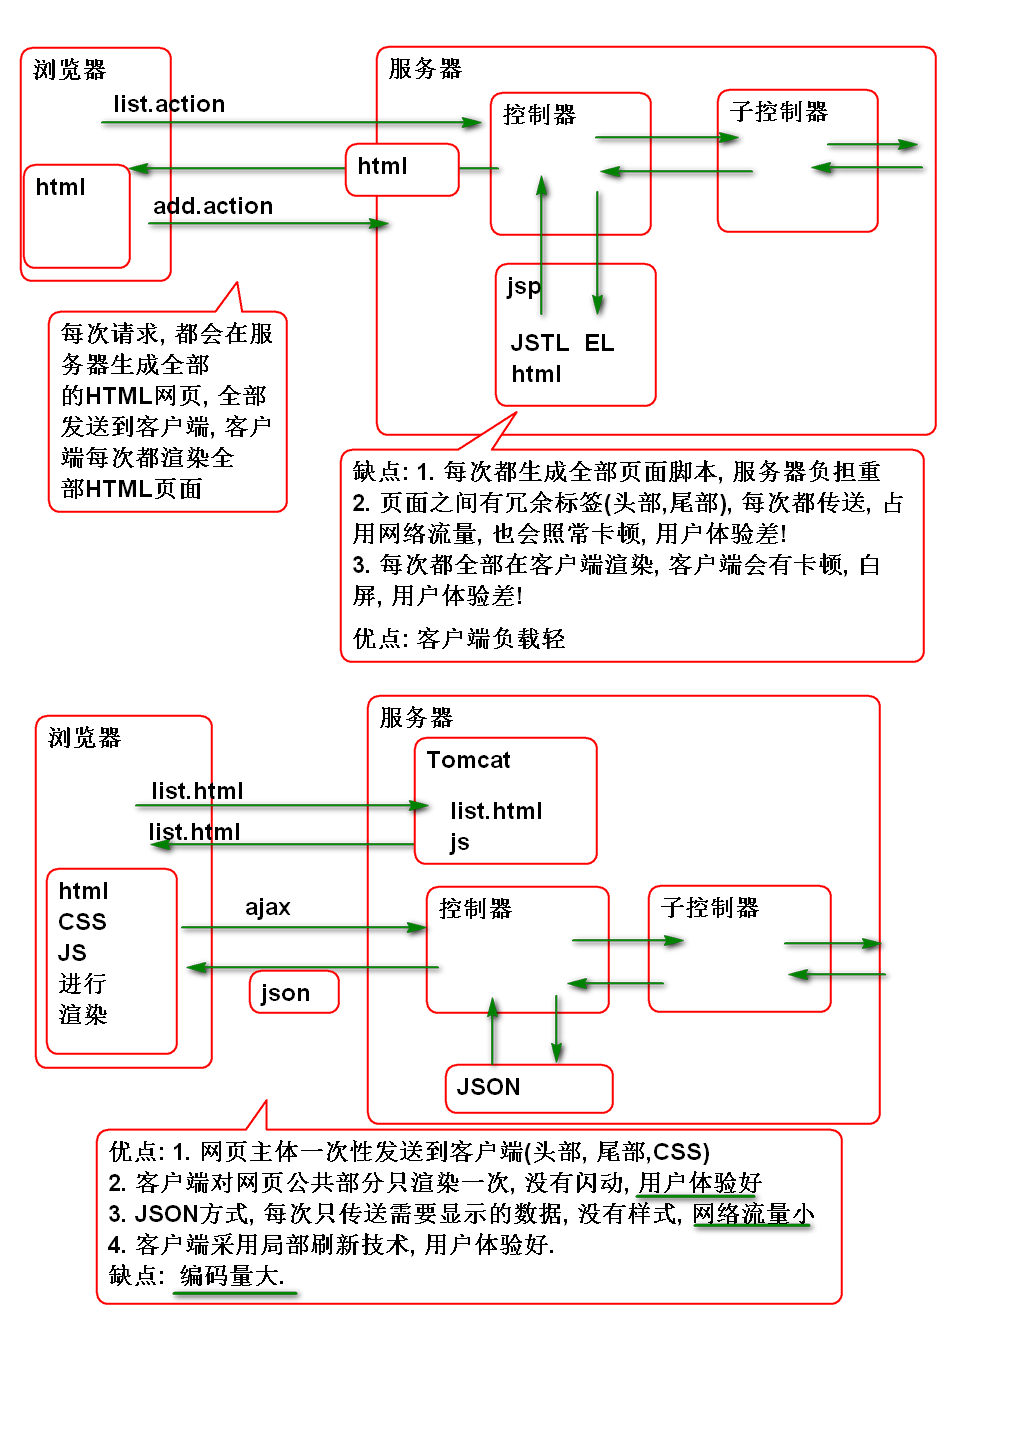 浏览器
服务器
list.action
控制器
子控制器
html
html
add.action
jsp
JSTL EL
html
每次请求, 都会在服
务器生成全部
的HTML网页, 全部
发送到客户端, 客户
端每次都渲染全
部HTML页面
缺点: 1. 每次都生成全部页面脚本, 服务器负担重
2. 页面之间有冗余标签(头部,尾部), 每次都传送, 占
用网络流量, 也会照常卡顿, 用户体验差!
3. 每次都全部在客户端渲染, 客户端会有卡顿, 白
屏, 用户体验差!
优点: 客户端负载轻
浏览器
服务器
Tomcat
list.html
list.html
list.html
js
html
CSS
JS
进行
渲染
ajax
控制器
子控制器
json
JSON
优点: 1. 网页主体一次性发送到客户端(头部, 尾部,CSS)
2. 客户端对网页公共部分只渲染一次, 没有闪动, 用户体验好
3. JSON方式, 每次只传送需要显示的数据, 没有样式, 网络流量小
4. 客户端采用局部刷新技术, 用户体验好.
缺点: 编码量大.